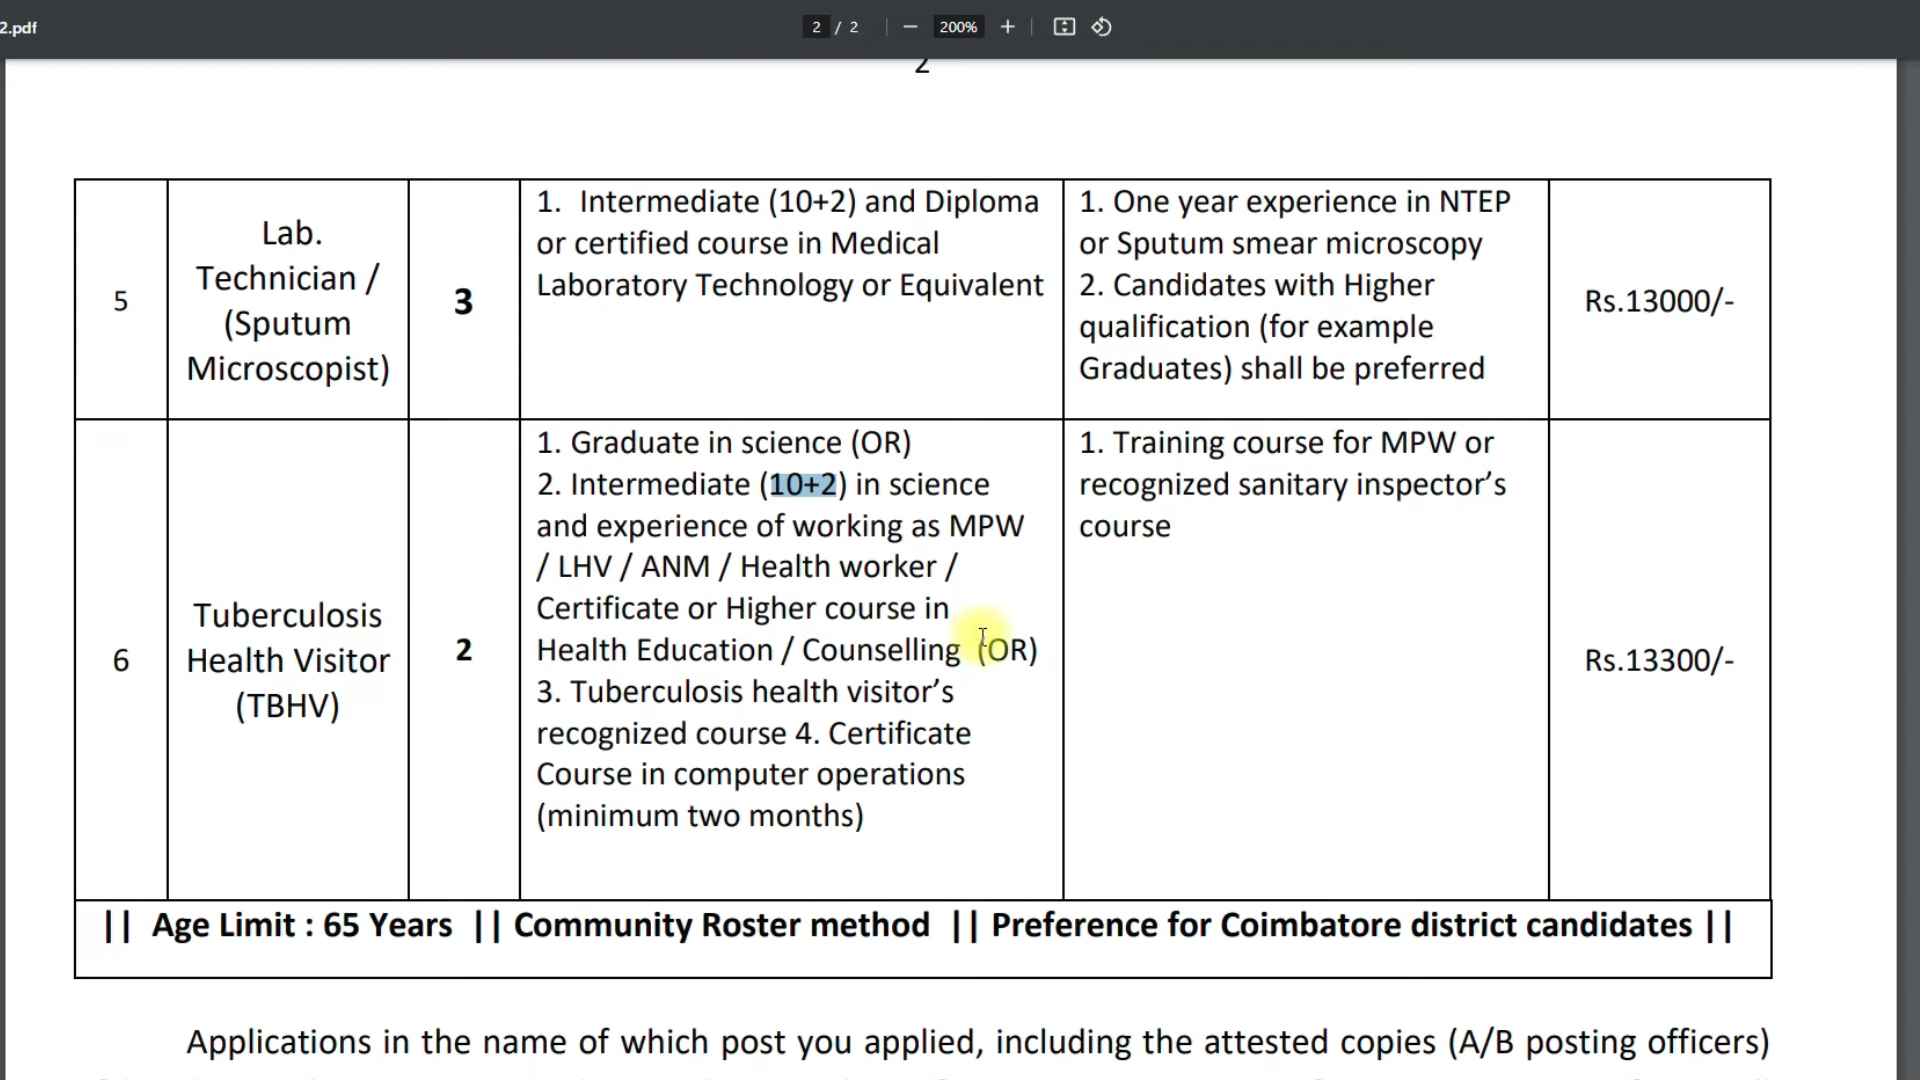 2.pdf
2 / 2
200%
2
5
Lab.
Technician /
(Sputum
Microscopist)
3
1. Intermediate (10+2) and Diploma
or certified course in Medical
Laboratory Technology or Equivalent
1. One year experience in NTEP
or Sputum smear microscopy
2. Candidates with Higher
qualification (for example
Graduates) shall be preferred
Rs.13000/-
6
Tuberculosis
Health Visitor
(TBHV)
2
1. Graduate in science (OR)
2. Intermediate (10+2) in science
and experience of working as MPW
/ LHV / ANM / Health worker /
Certificate or Higher course in
Health Education / Counselling (OR)
3. Tuberculosis health visitor’s
recognized course 4. Certificate
Course in computer operations
(minimum two months)
1. Training course for MPW or
recognized sanitary inspector’s
course
Rs.13300/-
|| Age Limit : 65 Years || Community Roster method || Preference for Coimbatore district candidates ||
Applications in the name of which post you applied, including the attested copies (A/B posting officers)